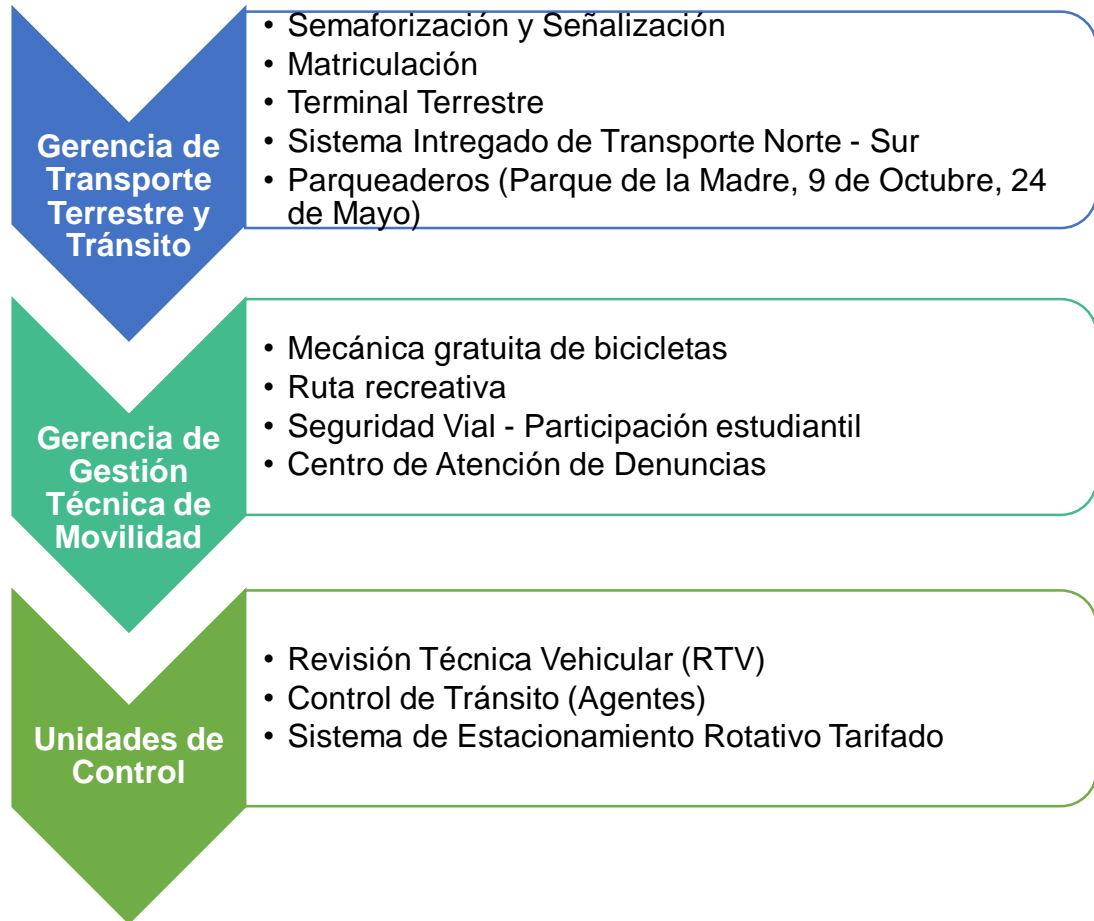 Gerencia de
Transporte
Terrestre y
Tránsito
• Semaforización y Señalización
• Matriculación
• Terminal Terrestre
• Sistema Intregado de Transporte Norte - Sur
• Parqueaderos (Parque de la Madre, 9 de Octubre, 24
de Mayo)
Gerencia de
Gestión
Técnica de
Movilidad
• Mecánica gratuita de bicicletas
• Ruta recreativa
• Seguridad Vial - Participación estudiantil
• Centro de Atención de Denuncias
Unidades de
Control
• Revisión Técnica Vehicular (RTV)
• Control de Tránsito (Agentes)
• Sistema de Estacionamiento Rotativo Tarifado